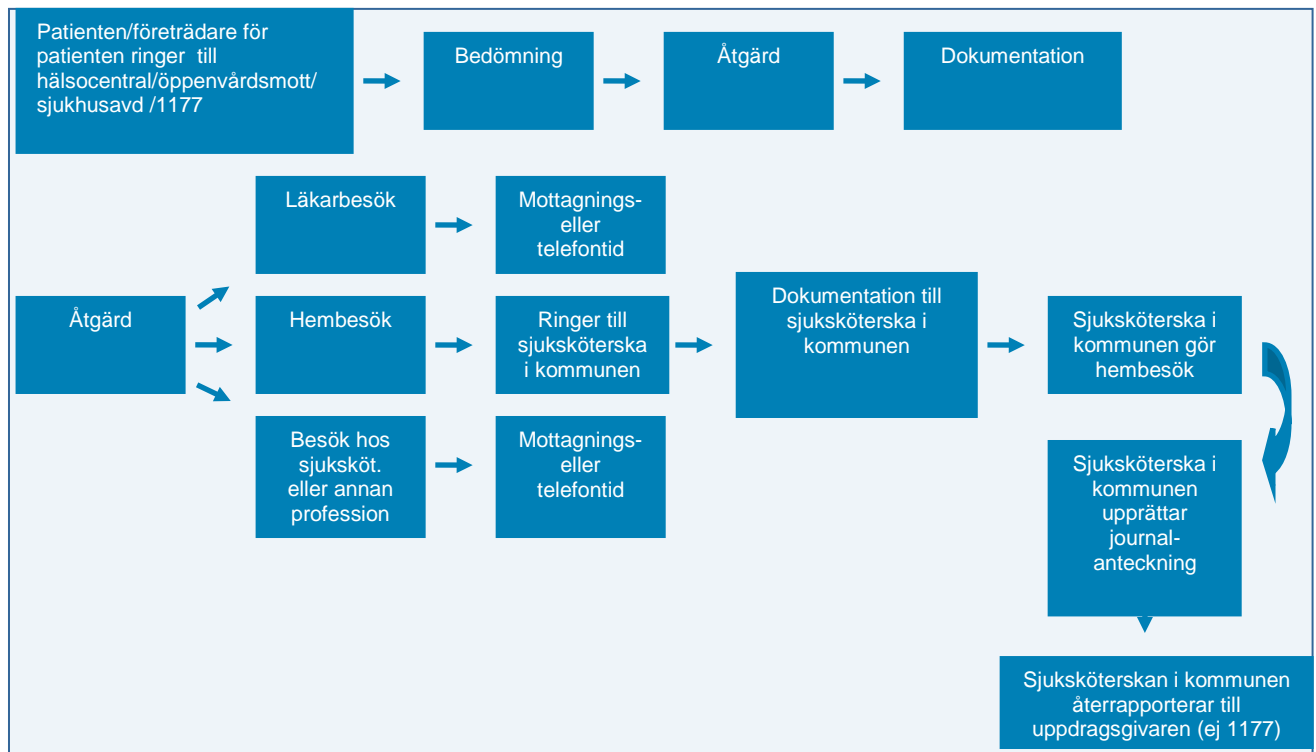 Patienten/företrädare för
patienten ringer till
hälsocentral/öppenvårdsmott/
sjukhusavd /1177
Bedömning
Åtgärd
Dokumentation
Läkarbesök
Mottagnings-
eller
telefontid
Åtgärd
Hembesök
Ringer till
sjuksköterska
i kommunen
Dokumentation till
sjuksköterska i
kommunen
Sjuksköterska i
kommunen gör
hembesök
Besök hos
sjuksköt.
eller annan
profession
Mottagnings-
eller
telefontid
Sjuksköterska i
kommunen
upprättar
journal-
anteckning
Sjuksköterskan i kommunen
återrapporterar till
uppdragsgivaren (ej 1177)